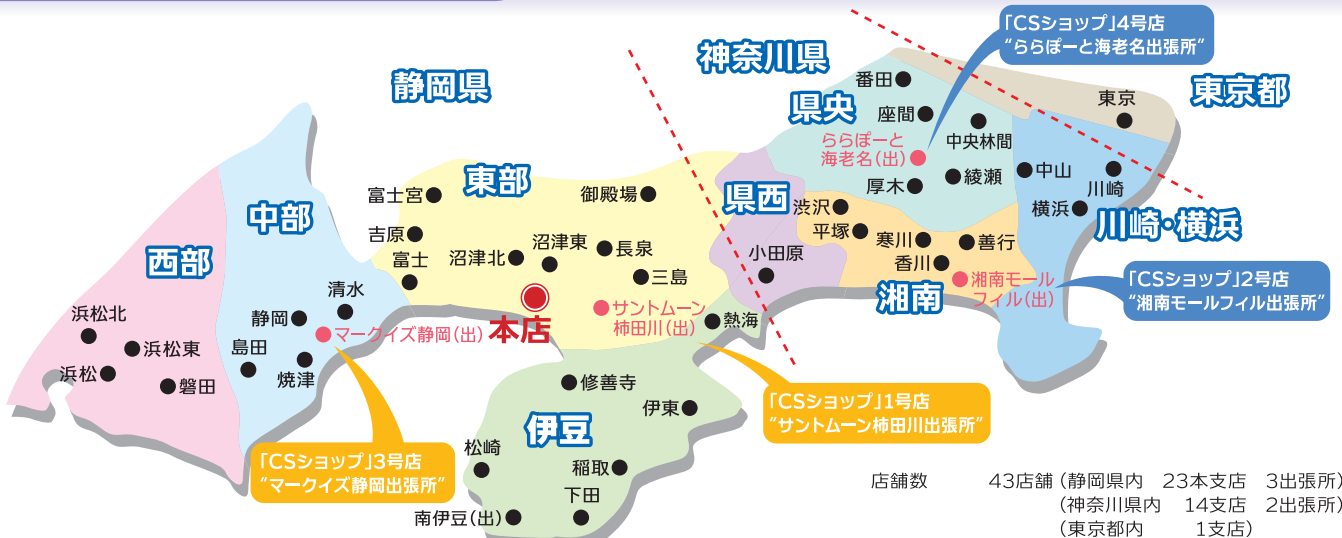 「CSショップ」4号店
“ららぽーと海老名出張所”
神奈川県
静岡県
東京都
番田
県央
座間
東京
中央林間
ららぽーと
海老名(出)
厚木
綾瀬
中山
川崎
横浜
川崎・横浜
東部
富士宮
御殿場
県西
渋沢
平塚
寒川
善行
香川
湘南モール
フィル(出)
湘南
「CSショップ」2号店
“湘南モールフィル出張所”
中部
吉原
富士
沼津北
沼津東
長泉
三島
小田原
西部
清水
静岡
マークイズ静岡(出)
本店
サントムーン
柿田川(出)
熱海
浜松北
浜松東
浜松
磐田
島田
焼津
修善寺
伊東
「CSショップ」1号店
“サントムーン柿田川出張所”
伊豆
松崎
稲取
下田
南伊豆(出)
「CSショップ」3号店
“マークイズ静岡出張所”
店舗数 43店舗(静岡県内 23本支店 3出張所)
(神奈川県内 14支店 2出張所)
(東京都内 1支店)